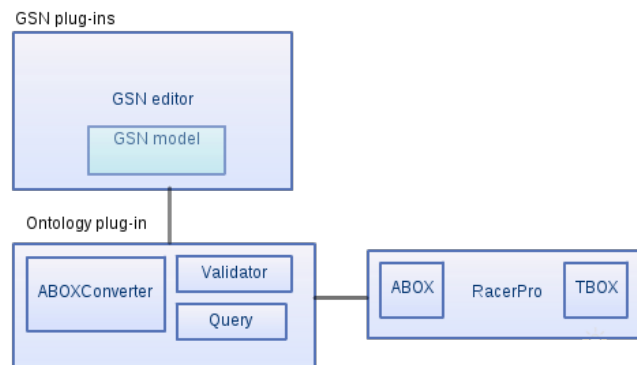 GSN plug-ins
GSN editor
GSN model
Ontology plug-in
ABOXConverter
Validator
Query
ABOX
RacerPro
TBOX